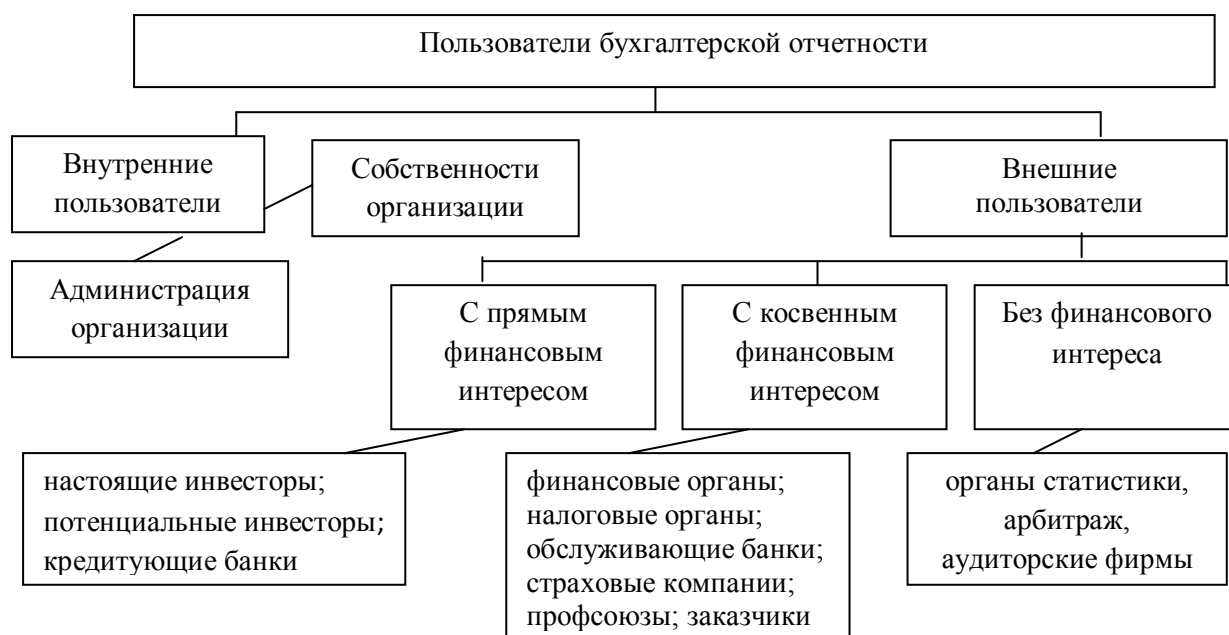 Пользователи бухгалтерской отчетности
Внутренние
пользователи
Собственности
организации
Внешние
пользователи
Администрация
организации
С прямым
финансовым
интересом
С косвенным
финансовым
интересом
Без финансового
интереса
настоящие инвесторы;
потенциальные инвесторы;
кредитующие банки
финансовые органы;
налоговые органы;
обслуживающие банки;
страховые компании;
профсоюзы; заказчики
органы статистики,
арбитраж,
аудиторские фирмы